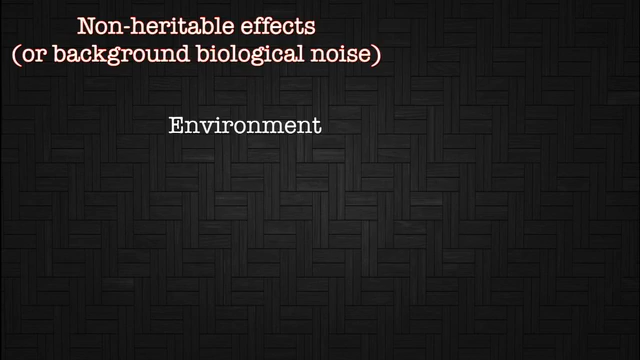 Non-heritable effects
(or background biological noise)
Environment